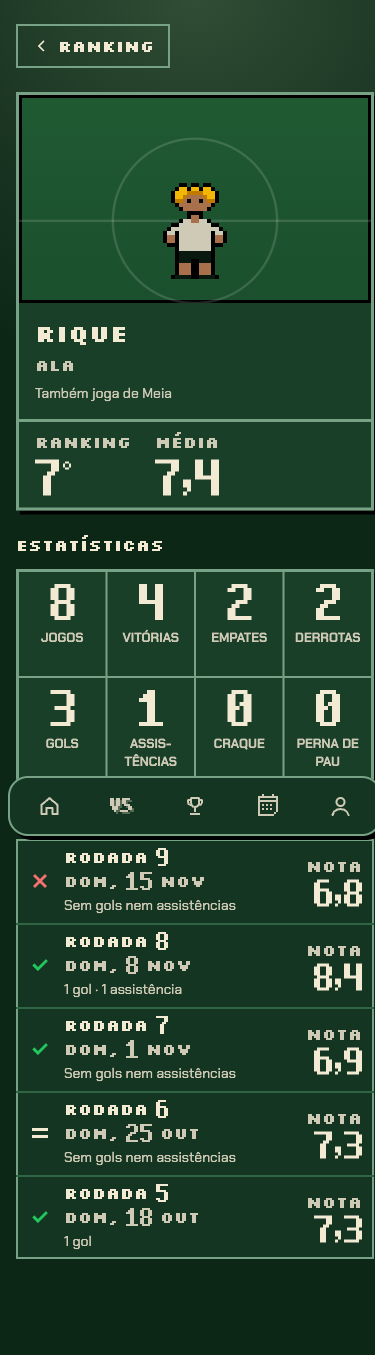 RANKING
RIQUE
ALA
Também joga de Meia
RANKING MÉDIA
7° 7,4
ESTATÍSTICAS
8 4 2 2
JOGOS VITÓRIAS EMPATES DERROTAS
3 1 0 0
GOLS ASSIS-TÊNCIAS CRAQUE PERNA DE PAU
VS
RODADA 9
DOM, 15 NOV
Sem gols nem assistências
NOTA
6,8
RODADA 8
DOM, 8 NOV
1 gol · 1 assistência
NOTA
8,4
RODADA 7
DOM, 1 NOV
Sem gols nem assistências
NOTA
6,9
RODADA 6
DOM, 25 OUT
Sem gols nem assistências
NOTA
7,3
RODADA 5
DOM, 18 OUT
1 gol
NOTA
7,3